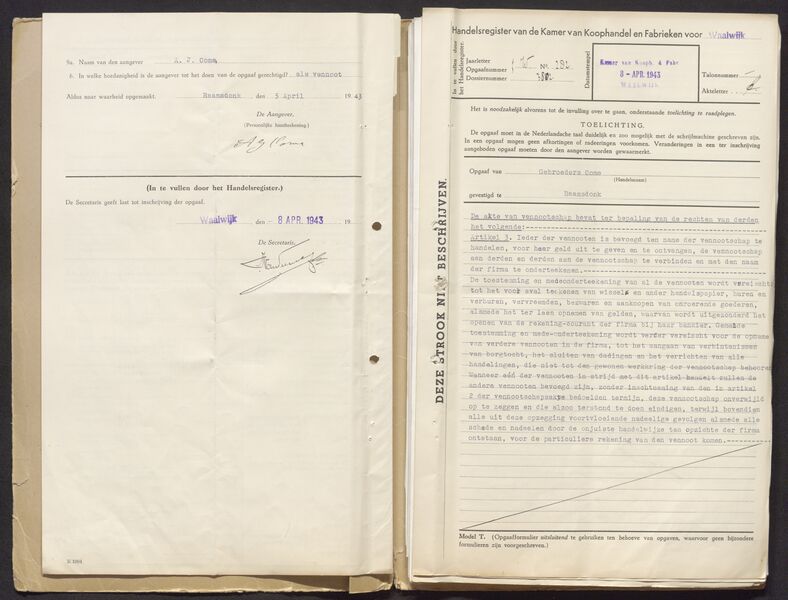 9a. Naam van den aangever A. J. Coma,
b. In welke hoedanigheid is de aangever tot het doen van de opgaaf gerechtigd? als vennoot
Aldus naar waarheid opgemaakt. Raamsdonk den 5 April 1943
De Aangever,
(Persoonlijke handteekening.)
(In te vullen door het Handelsregister.)
De Secretaris geeft last tot inschrijving der opgaaf.
Waalwijk den - 8 APR. 1943 19
De Secretaris,
Handelsregister van de Kamer van Koophandel en Fabrieken voor Waalwijk
In te vullen door
het Handelsregister.
Jaarletter
Opgaafnummer No. 292
Dossiernummer 3802
Datumstempel
Kamer van Kooph. & Fabr
8 - APR. 1943
WAALWIJK
Talonnummer
Akteletter
Het is noodzakelijk alvorens tot de invulling over te gaan, onderstaande toelichting te raadplegen.
TOELICHTING.
De opgaaf moet in de Nederlandsche taal duidelijk en zoo mogelijk met de schrijfmachine geschreven zijn.
In een opgaaf mogen geen afkortingen of radeeringen voorkomen. Veranderingen in een ter inschrijving
aangeboden opgaaf moeten door den aangever worden gewaarmerkt.
DEZE STROOK NIET BESCHRIJVEN.
Opgaaf van Gebroeders Coma
(Handelsnaam)
gevestigd te Raamsdonk
De akte van vennootschap bevat ter bepaling van de rechten van derden
het volgende:
Artikel 3. Ieder der vennooten is bevoegd ten name der vennootschap te
handelen, voor haar geld uit te geven en te ontvangen, de vennootschap
aan derden en derden aan de vennootschap te verbinden en met den naam
der firma te onderteekenen.
De toestemming en medeonderteekening van al de vennooten wordt vereischt
tot het voor aval teekenen van wissels en ander handelspapier, huren en
verhuren, vervreemden, bezwaren en aankoopen van onroerende goederen,
alsmede het ter leen opnemen van gelden, waarvan wordt uitgezonderd het
openen van de rekening-courant der firma bij haar bankier. Gemelde
toestemming en mede-onderteekening wordt verder vereischt voor de opname
van verdere vennooten in de firma, tot het aangaan van verbintenissen
van borgtocht, het sluiten van dadingen en het verrichten van alle
handelingen, die niet tot den gewonen werkkring der vennootschap behooren
Wanneer één der vennooten in strijd met dit artikel handelt zullen de
andere vennooten bevoegd zijn, zonder inachtneming van den in artikel
2 der vennootschapsakte bedoelden termijn, deze vennootschap onverwijld
op te zeggen en die alzoo terstond te doen eindigen, terwijl bovendien
alle uit deze opzegging voortvloeiende nadeelige gevolgen alsmede alle
schade en nadeelen door de onjuiste handelwijze ten opzichte der firma
ontstaan, voor de particuliere rekening van den vennoot komen.
Model T. (Opgaafformulier uitsluitend te gebruiken ten behoeve van opgaven, waarvoor geen bijzondere
formulieren zijn voorgeschreven.)